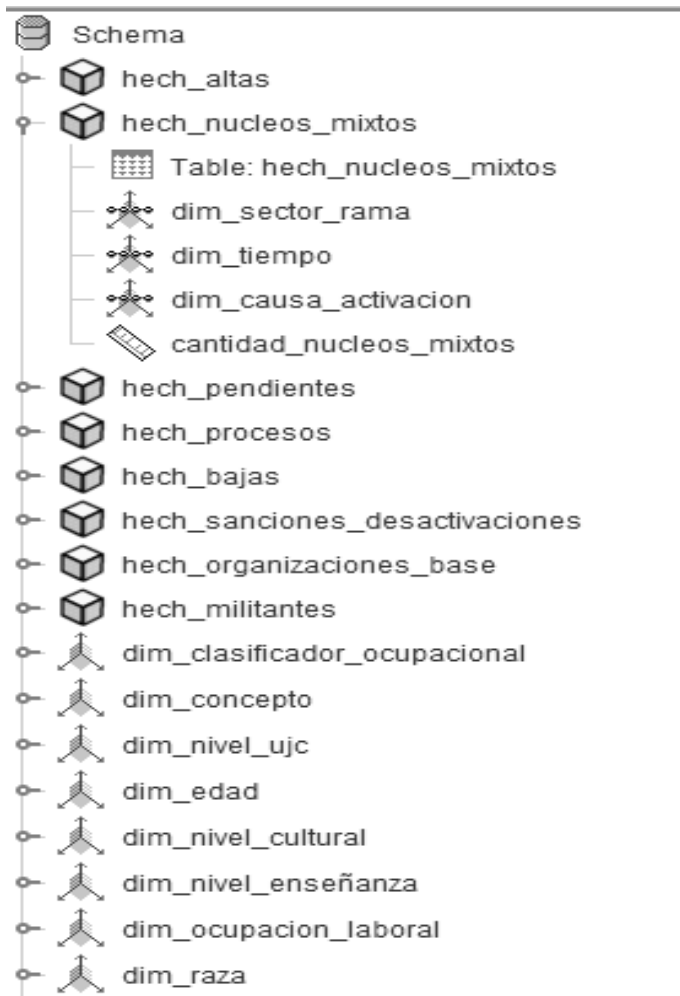 Schema
hech_altas
hech_nucleos_mixtos
Table: hech_nucleos_mixtos
dim_sector_rama
dim_tiempo
dim_causa_activacion
cantidad_nucleos_mixtos
hech_pendientes
hech_procesos
hech_bajas
hech_sanciones_desactivaciones
hech_organizaciones_base
hech_militantes
dim_clasificador_ocupacional
dim_concepto
dim_nivel_ujc
dim_edad
dim_nivel_cultural
dim_nivel_enseñanza
dim_ocupacion_laboral
dim_raza